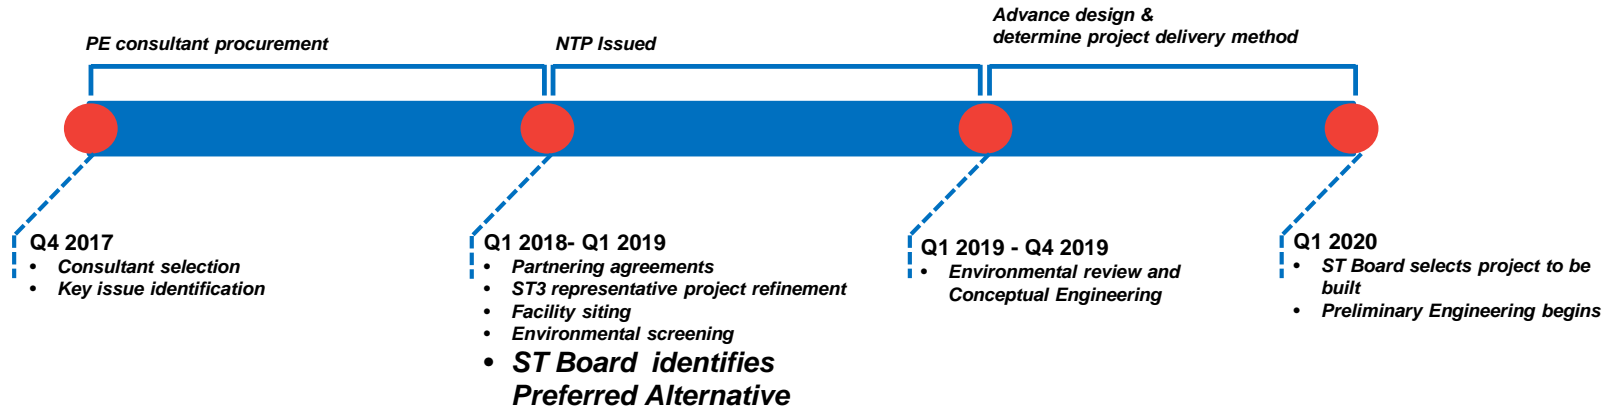 PE consultant procurement
NTP Issued
Advance design &
determine project delivery method
Q4 2017
• Consultant selection
• Key issue identification
Q1 2018- Q1 2019
• Partnering agreements
• ST3 representative project refinement
• Facility siting
• Environmental screening
• ST Board identifies
Preferred Alternative
Q1 2019 - Q4 2019
• Environmental review and
Conceptual Engineering
Q1 2020
• ST Board selects project to be
built
• Preliminary Engineering begins